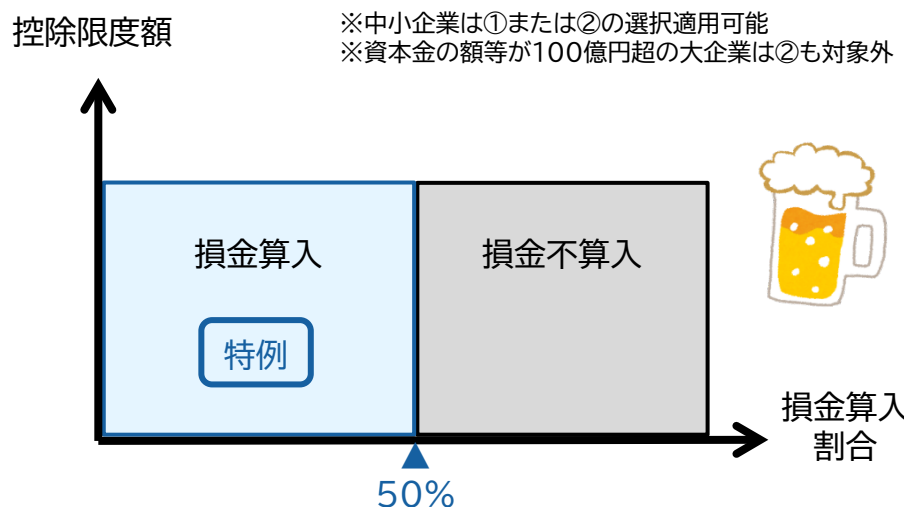 控除限度額
※中小企業は①または②の選択適用可能
※資本金の額等が100億円超の大企業は②も対象外
損金算入
損金不算入
特例
損金算入
割合
50%